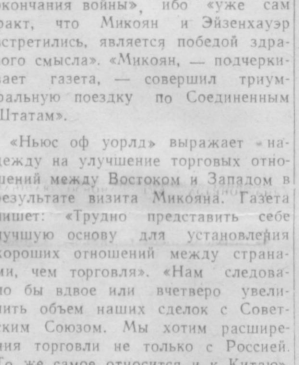 окончания войны», ибо «уже сам
факт, что Микоян и Эйзенхауэр
встретились, является победой здра-
вого смысла». «Микоян, — подчерки-
вает газета, — совершил триум-
фальную поездку по Соединенным
Штатам».
«Ньюс оф уорлд» выражает «на-
дежду на улучшение торговых отно-
шений между Востоком и Западом в
результате визита Микояна. Газета
пишет: «Трудно представить себе
лучшую основу для установления
хороших отношений между страна-
ми, чем торговля». «Нам следова-
ло бы вдвое или вчетверо увели-
чить объем наших сделок с Совет-
ским Союзом. Мы хотим расшире-
ния торговли не только с Россией.
То же самое относится и к Китаю»